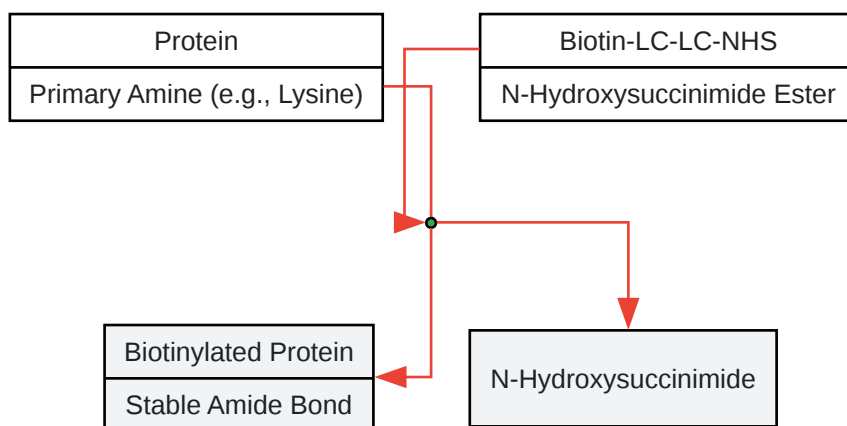 Protein
Primary Amine (e.g., Lysine)
Biotin-LC-LC-NHS
N-Hydroxysuccinimide Ester
Biotinylated Protein
Stable Amide Bond
N-Hydroxysuccinimide